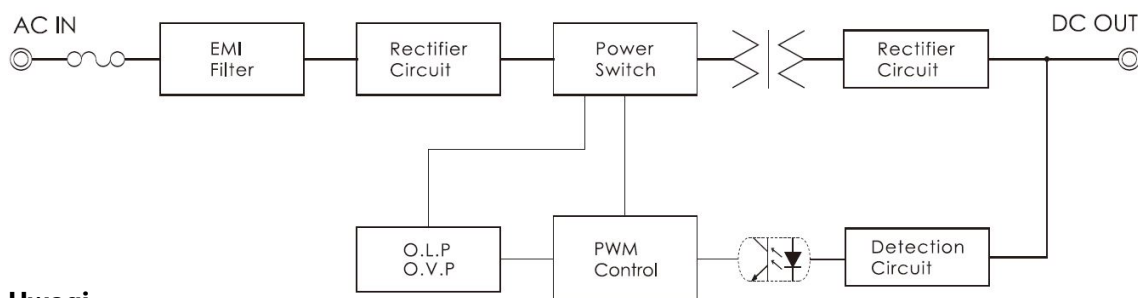 AC IN
DC OUT
EMI
Filter
Rectifier
Circuit
Power
Switch
Rectifier
Circuit
O.L.P
O.V.P
PWM
Control
Detection
Circuit